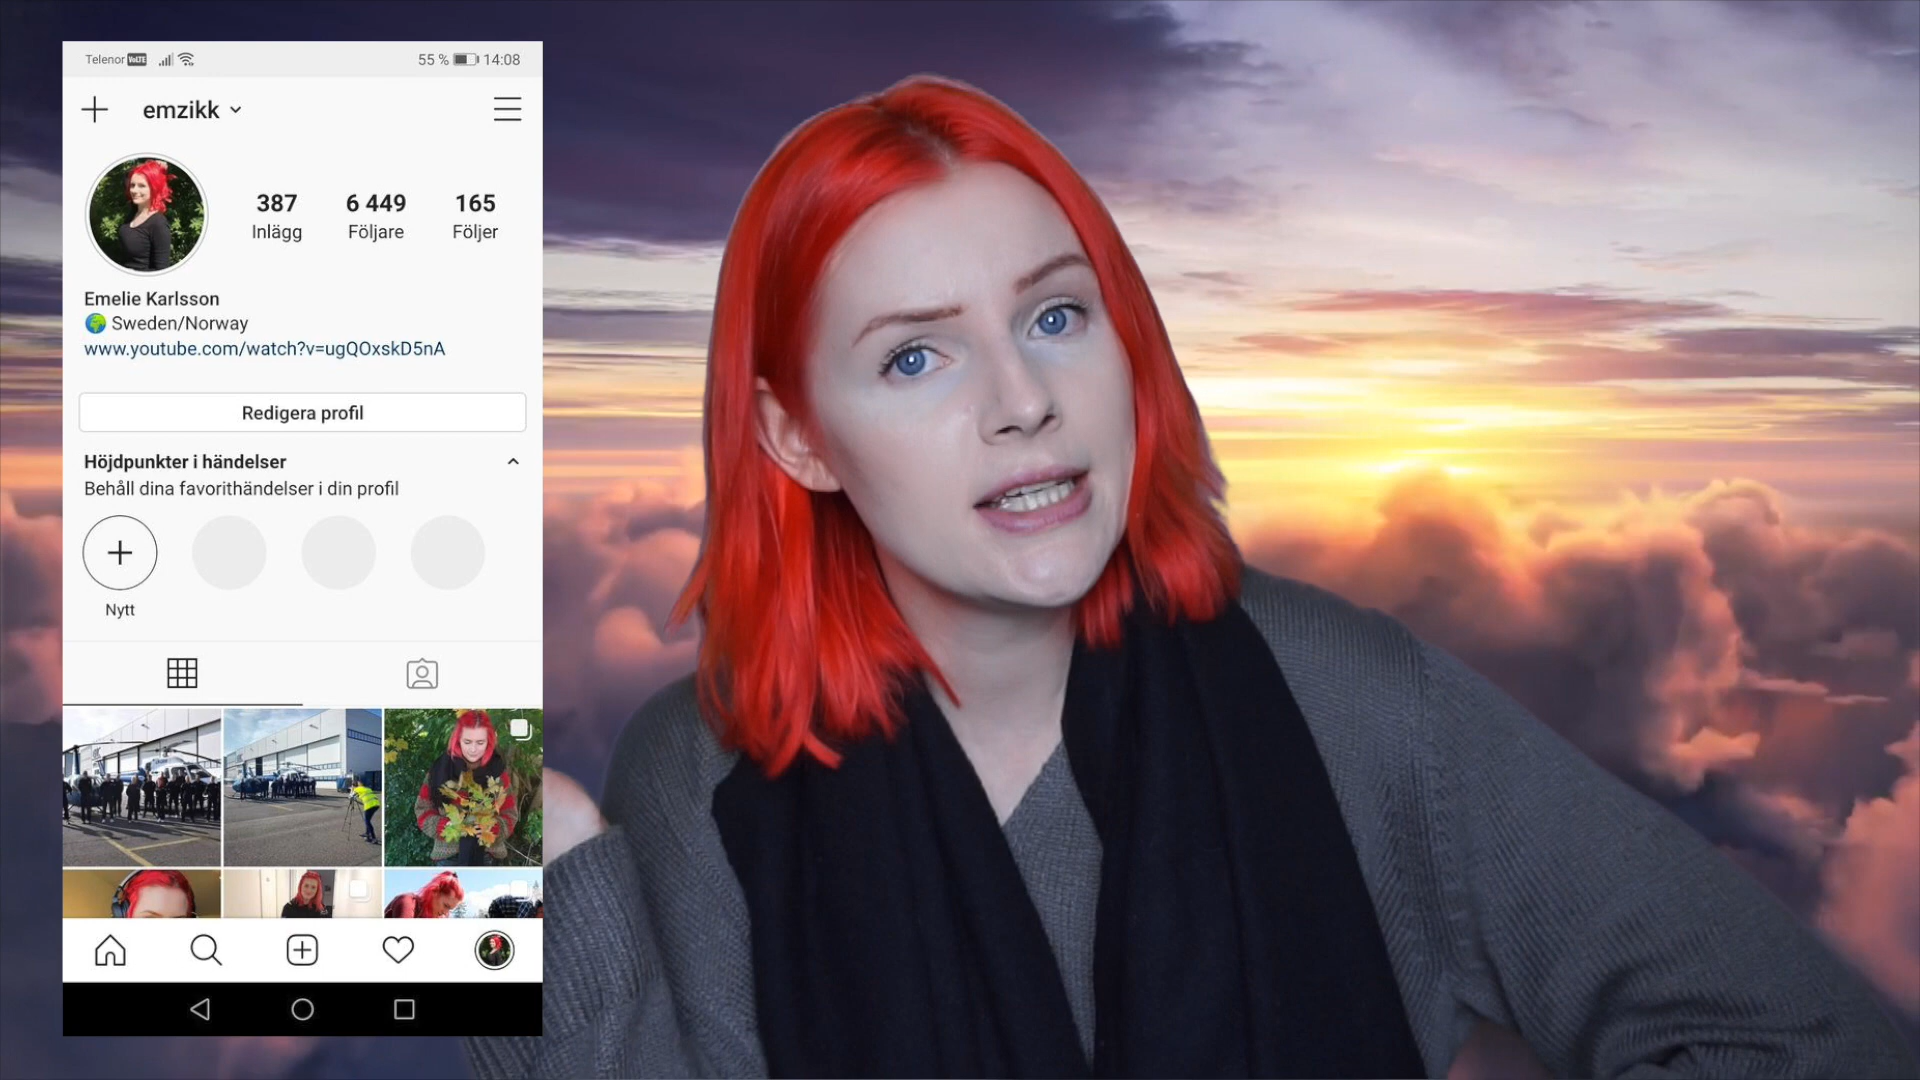 Telenor VoLTE 55 % 14:08
emzikk
387 6 449 165
Inlägg Följare Följer
Emelie Karlsson
Sweden/Norway
www.youtube.com/watch?v=ugQOxskD5nA
Redigera profil
Höjdpunkter i händelser
Behåll dina favorithändelser i din profil
Nytt